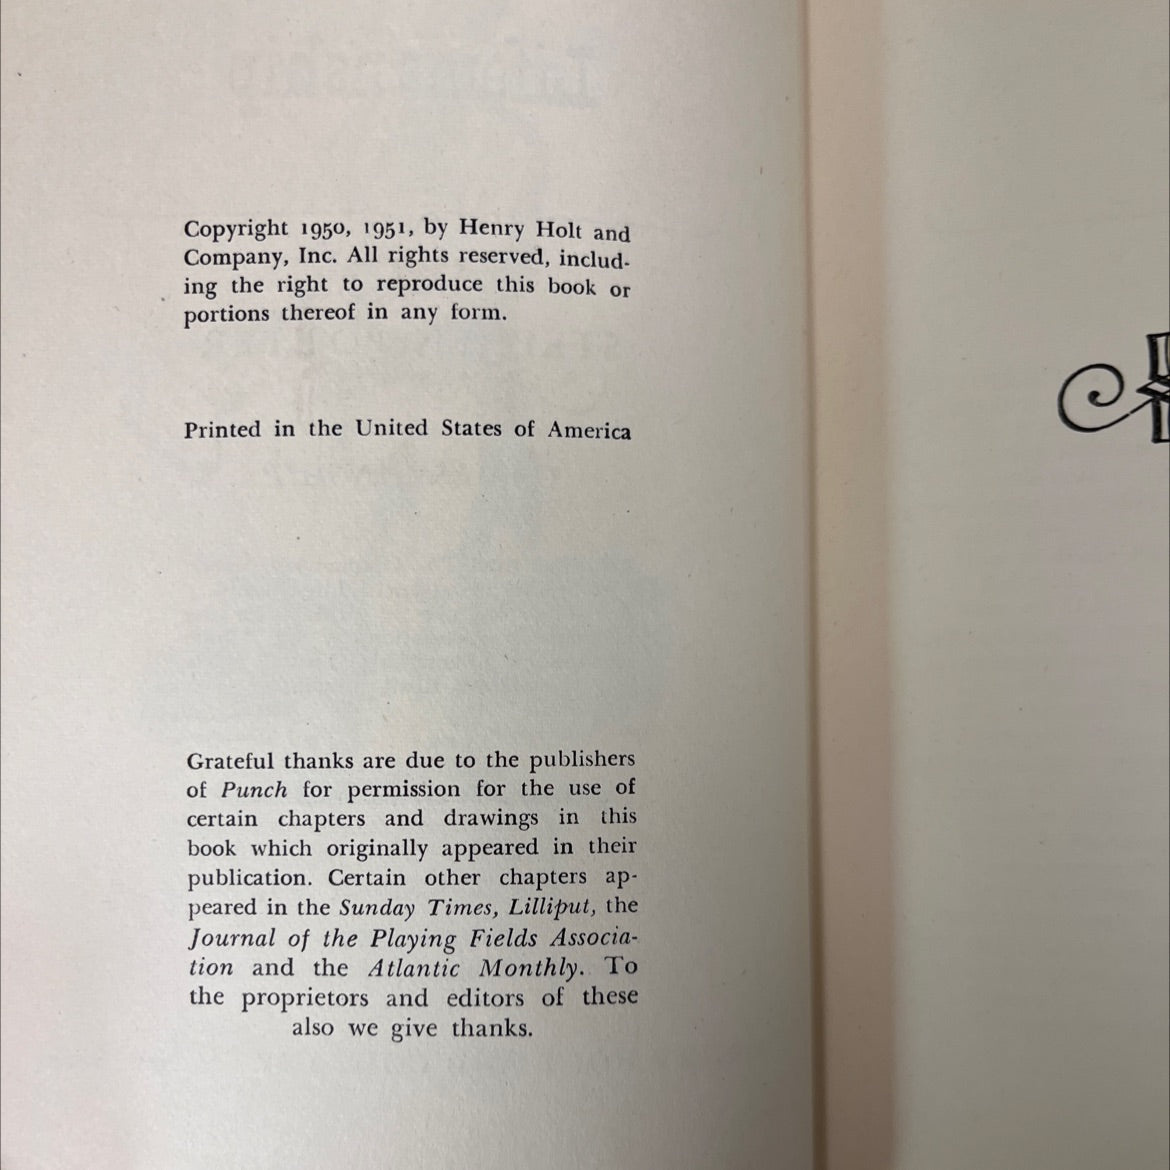 Copyright 1950, 1951, by Henry Holt and
Company, Inc. All rights reserved, includ-
ing the right to reproduce this book or
portions thereof in any form.
Printed in the United States of America
Grateful thanks are due to the publishers
of Punch for permission for the use of
certain chapters and drawings in this
book which originally appeared in their
publication. Certain other chapters ap-
peared in the Sunday Times, Lilliput, the
Journal of the Playing Fields Associa-
tion and the Atlantic Monthly. To
the proprietors and editors of these
also we give thanks.